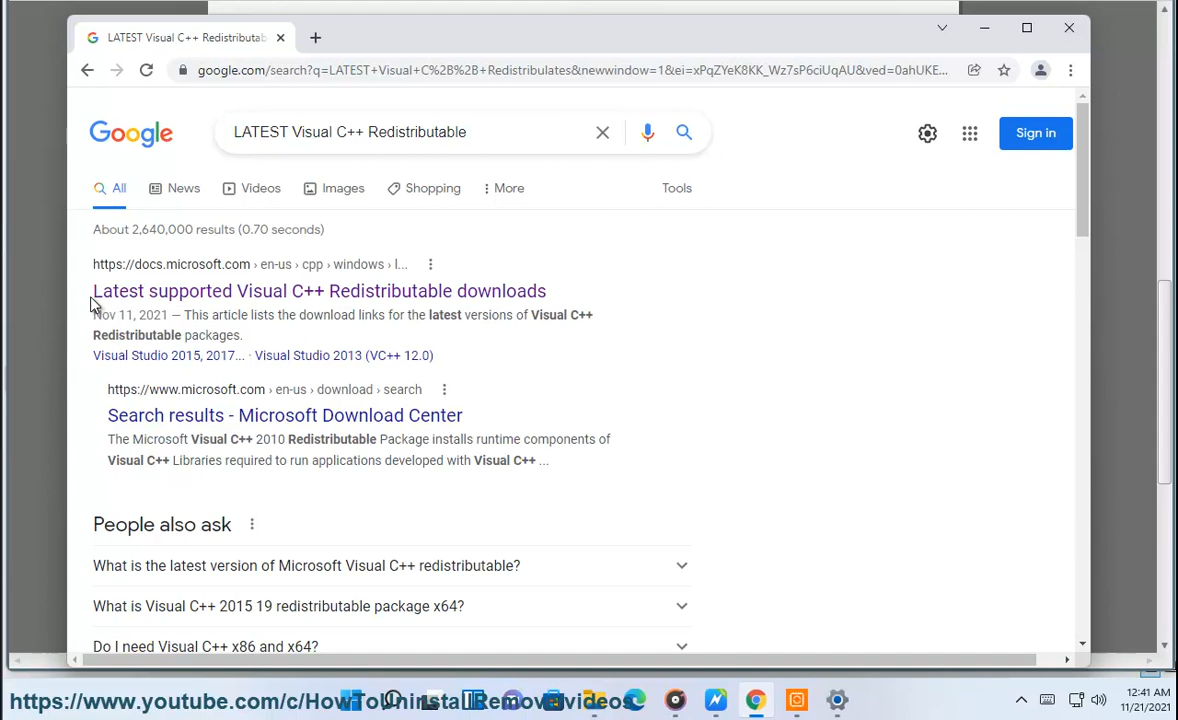 LATEST Visual C++ Redistributab
google.com/search?q=LATEST+Visual+C%2B%2B+Redistribulates&newwindow=1&ei=xPqZYeK8KK_Wz7sP6ciUqAU&ved=0ahUKE...
Google
LATEST Visual C++ Redistributable
Sign in
All
News
Videos
Images
Shopping
More
Tools
About 2,640,000 results (0.70 seconds)
https://docs.microsoft.com › en-us › cpp › windows › l...
Latest supported Visual C++ Redistributable downloads
Nov 11, 2021 — This article lists the download links for the latest versions of Visual C++
Redistributable packages.
Visual Studio 2015, 2017... · Visual Studio 2013 (VC++ 12.0)
https://www.microsoft.com › en-us › download › search
Search results - Microsoft Download Center
The Microsoft Visual C++ 2010 Redistributable Package installs runtime components of
Visual C++ Libraries required to run applications developed with Visual C++ ...
People also ask
What is the latest version of Microsoft Visual C++ redistributable?
What is Visual C++ 2015 19 redistributable package x64?
Do I need Visual C++ x86 and x64?
https://www.youtube.com/c/HowToUninstallRemovevideos
12:41 AM
11/21/2021